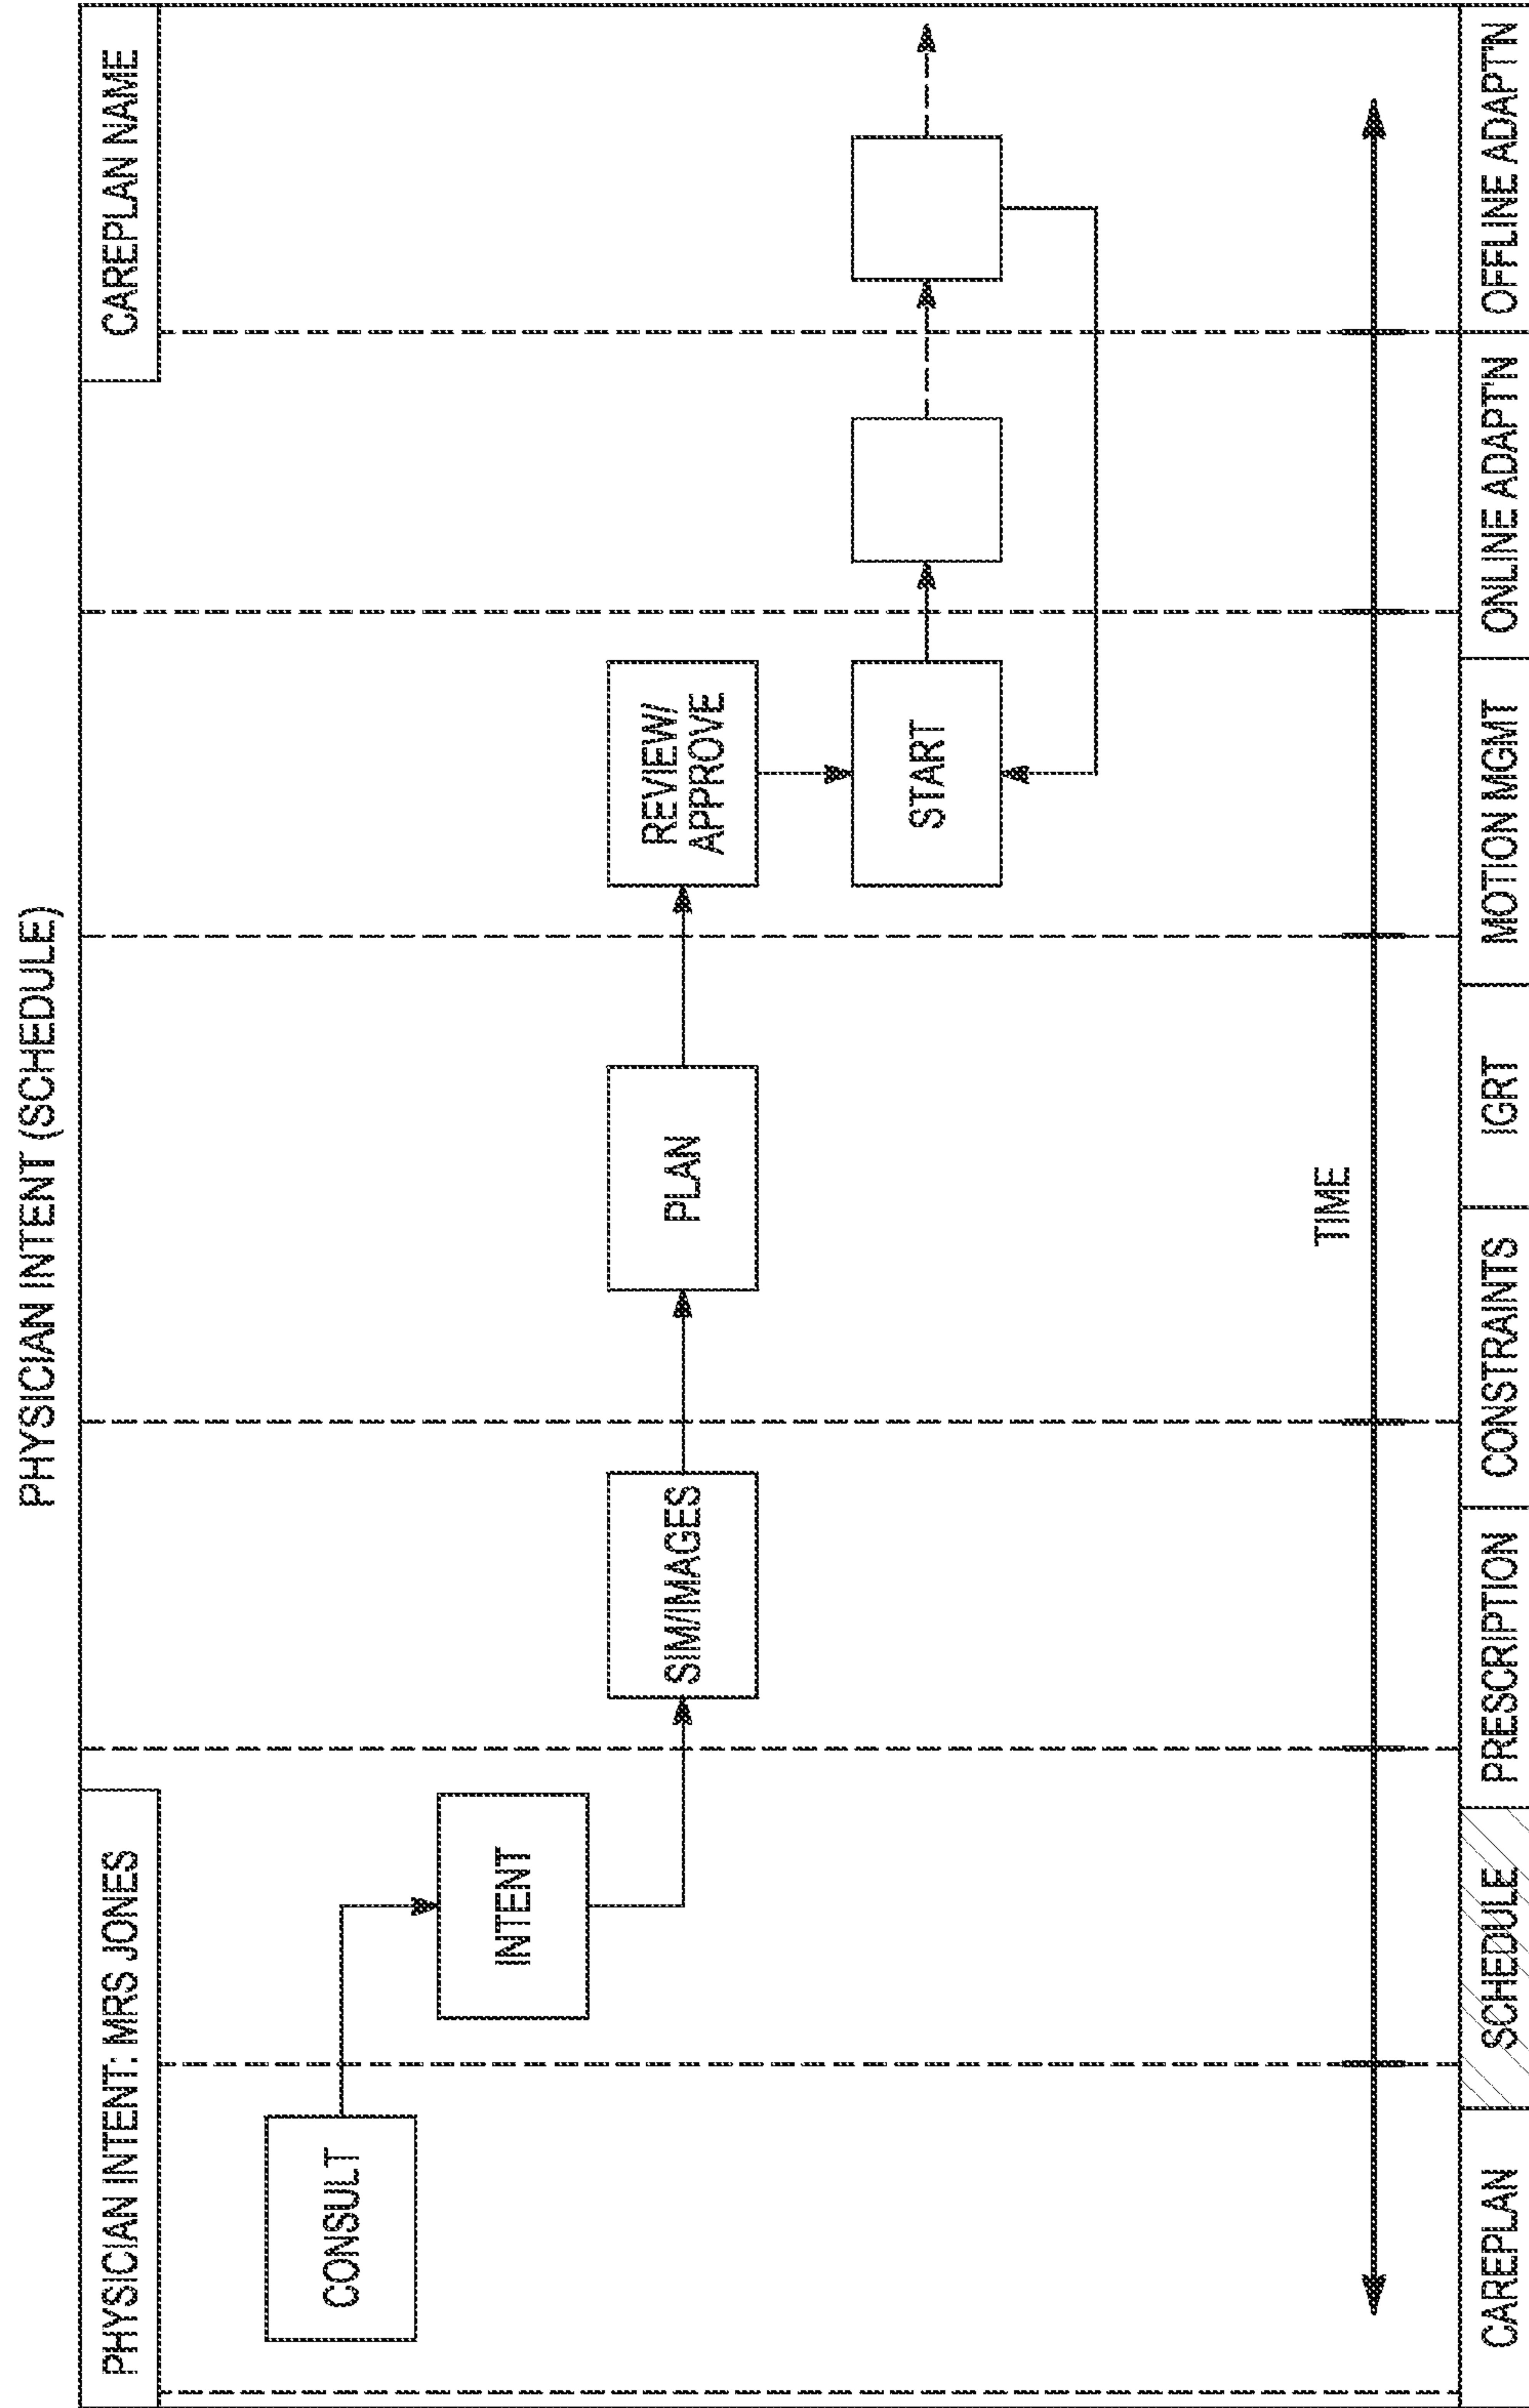 PHYSICIAN INTENT (SCHEDULE)
PHYSICIAN INTENT: MRS JONES
CAREPLAN NAME
CONSULT
INTENT
SIM/IMAGES
PLAN
REVIEW/
APPROVE
START
TIME
CAREPLAN
SCHEDULE
PRESCRIPTION
CONSTRAINTS
IGRT
MOTION MGMT
ONLINE ADAPT'N
OFFLINE ADAPT'N